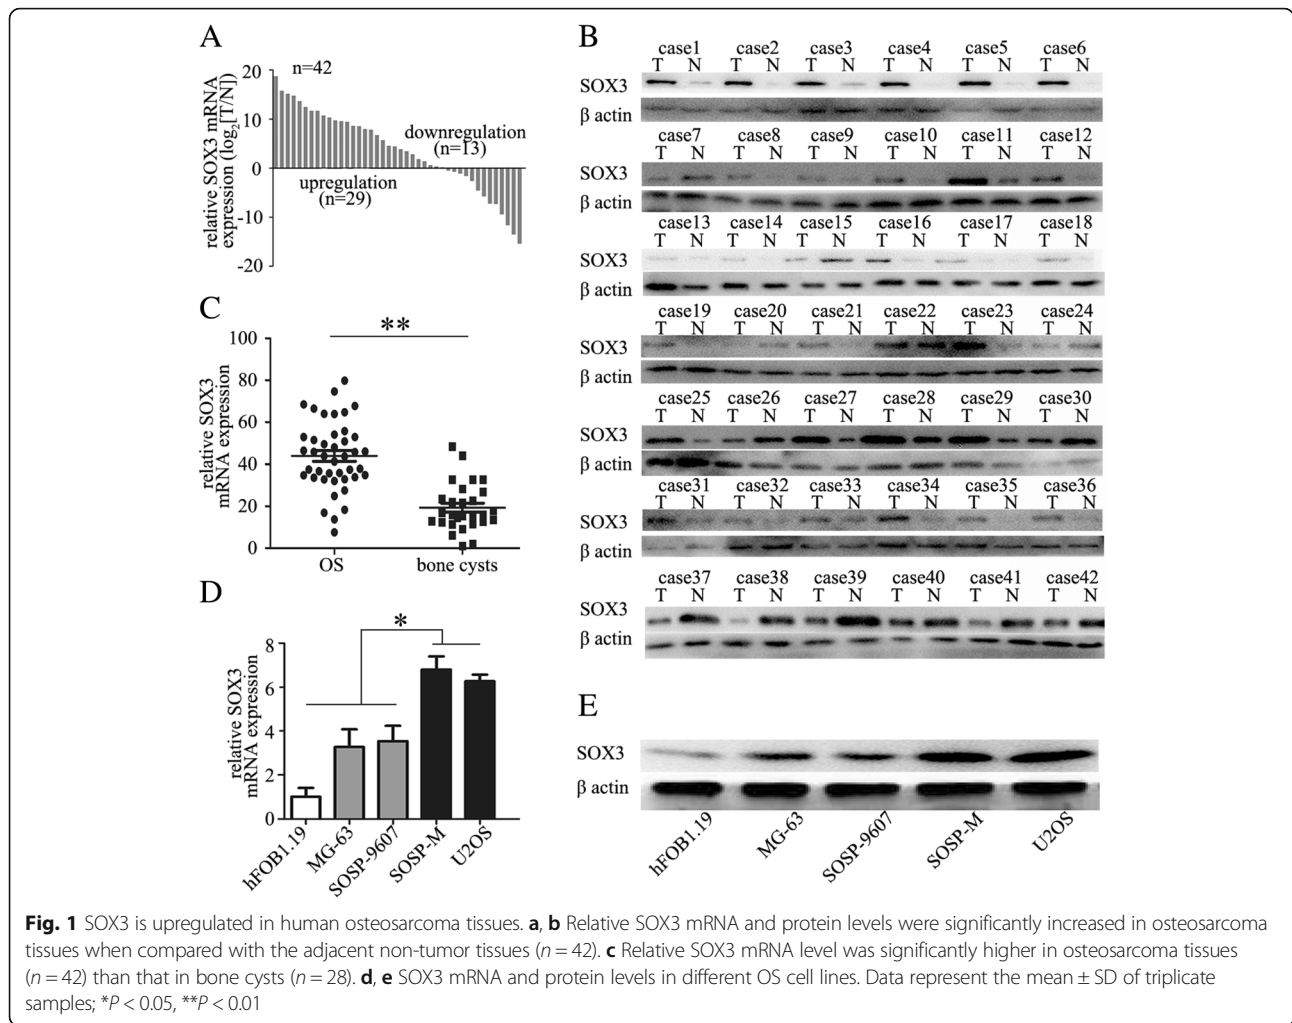 A
relative SOX3 mRNA
expression (log2[T/N])
20
10
0
-10
-20
n=42
downregulation
(n=13)
upregulation
(n=29)
B
case1 case2 case3 case4 case5 case6
T N T N T N T N T N T N
SOX3
β actin
case7 case8 case9 case10 case11 case12
T N T N T N T N T N T N
SOX3
β actin
case13 case14 case15 case16 case17 case18
T N T N T N T N T N T N
SOX3
β actin
case19 case20 case21 case22 case23 case24
T N T N T N T N T N T N
SOX3
β actin
case25 case26 case27 case28 case29 case30
T N T N T N T N T N T N
SOX3
β actin
case31 case32 case33 case34 case35 case36
T N T N T N T N T N T N
SOX3
β actin
case37 case38 case39 case40 case41 case42
T N T N T N T N T N T N
SOX3
β actin
C
relative SOX3
mRNA expression
100
80
60
40
20
0
**
OS bone cysts
D
relative SOX3
mRNA expression
8
6
4
2
0
*
hFOB1.19 MG-63 SOSP-9607 SOSP-M U2OS
E
SOX3
β actin
hFOB1.19 MG-63 SOSP-9607 SOSP-M U2OS
Fig. 1 SOX3 is upregulated in human osteosarcoma tissues. a, b Relative SOX3 mRNA and protein levels were significantly increased in osteosarcoma
tissues when compared with the adjacent non-tumor tissues (n = 42). c Relative SOX3 mRNA level was significantly higher in osteosarcoma tissues
(n = 42) than that in bone cysts (n = 28). d, e SOX3 mRNA and protein levels in different OS cell lines. Data represent the mean ± SD of triplicate
samples; *P < 0.05, **P < 0.01